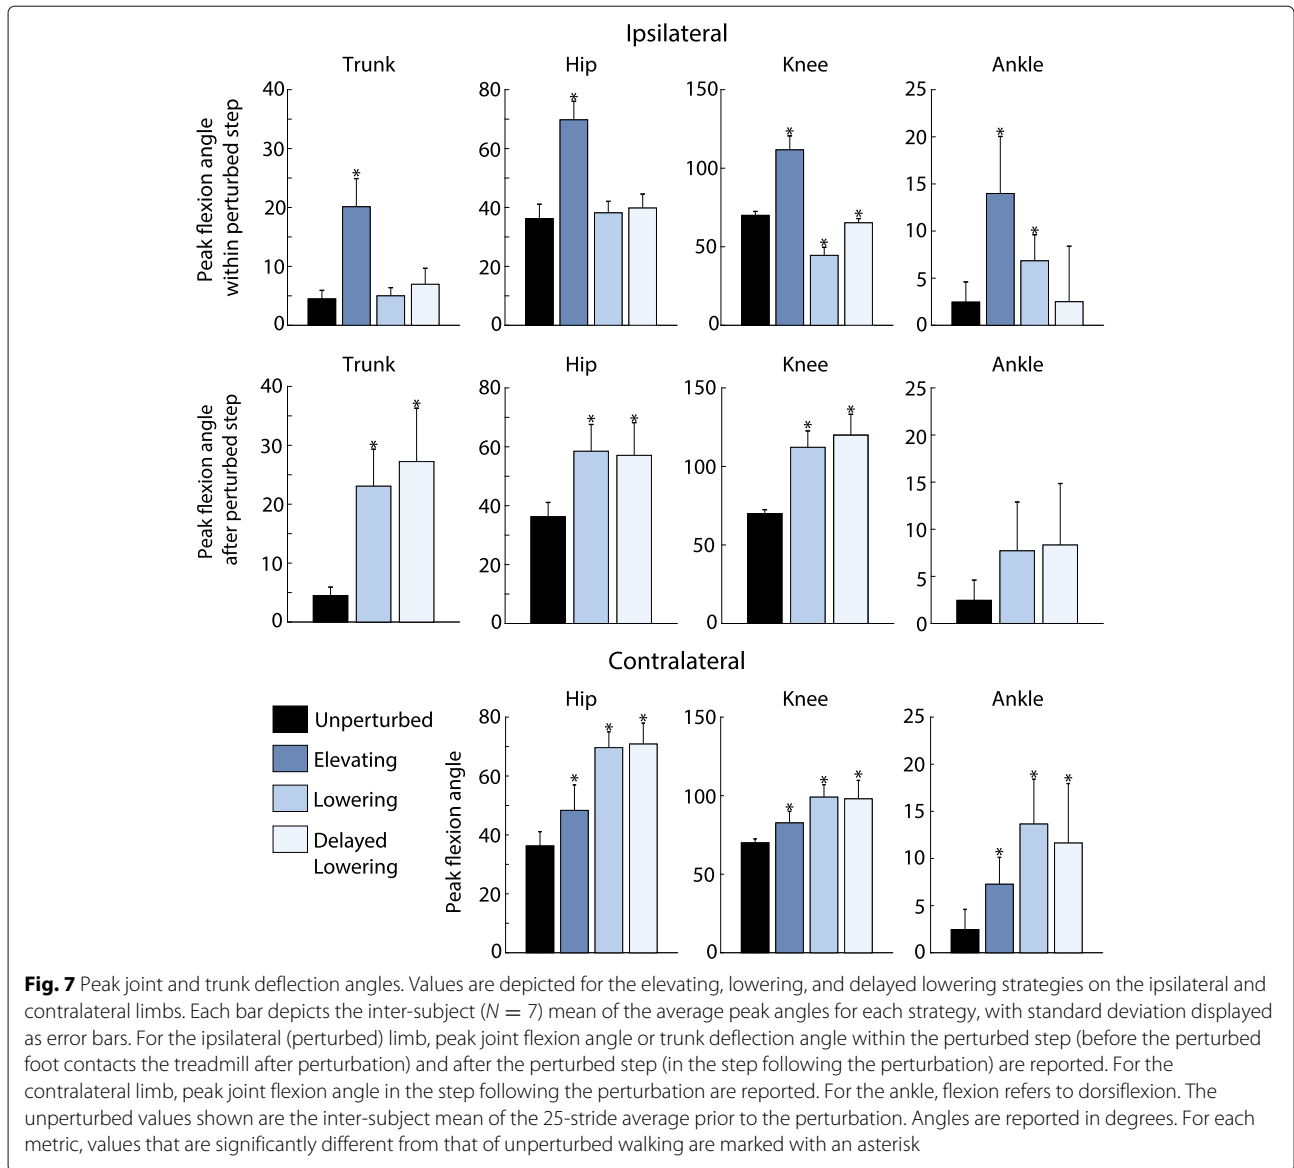 Ipsilateral
Trunk Hip Knee Ankle
Peak flexion angle
within perturbed step
40
30
20
10
0
*
80
60
40
20
0
*
150
100
50
0
* * *
25
20
15
10
5
0
* *
Trunk Hip Knee Ankle
Peak flexion angle
after perturbed step
40
30
20
10
0
* *
80
60
40
20
0
* *
150
100
50
0
* *
25
20
15
10
5
0
Contralateral
Hip Knee Ankle
Unperturbed
Elevating
Lowering
Delayed
Lowering
Peak flexion angle
80
60
40
20
0
* * *
150
100
50
0
* * *
25
20
15
10
5
0
* * *
Fig. 7 Peak joint and trunk deflection angles. Values are depicted for the elevating, lowering, and delayed lowering strategies on the ipsilateral and
contralateral limbs. Each bar depicts the inter-subject (N = 7) mean of the average peak angles for each strategy, with standard deviation displayed
as error bars. For the ipsilateral (perturbed) limb, peak joint flexion angle or trunk deflection angle within the perturbed step (before the perturbed
foot contacts the treadmill after perturbation) and after the perturbed step (in the step following the perturbation) are reported. For the
contralateral limb, peak joint flexion angle in the step following the perturbation are reported. For the ankle, flexion refers to dorsiflexion. The
unperturbed values shown are the inter-subject mean of the 25-stride average prior to the perturbation. Angles are reported in degrees. For each
metric, values that are significantly different from that of unperturbed walking are marked with an asterisk